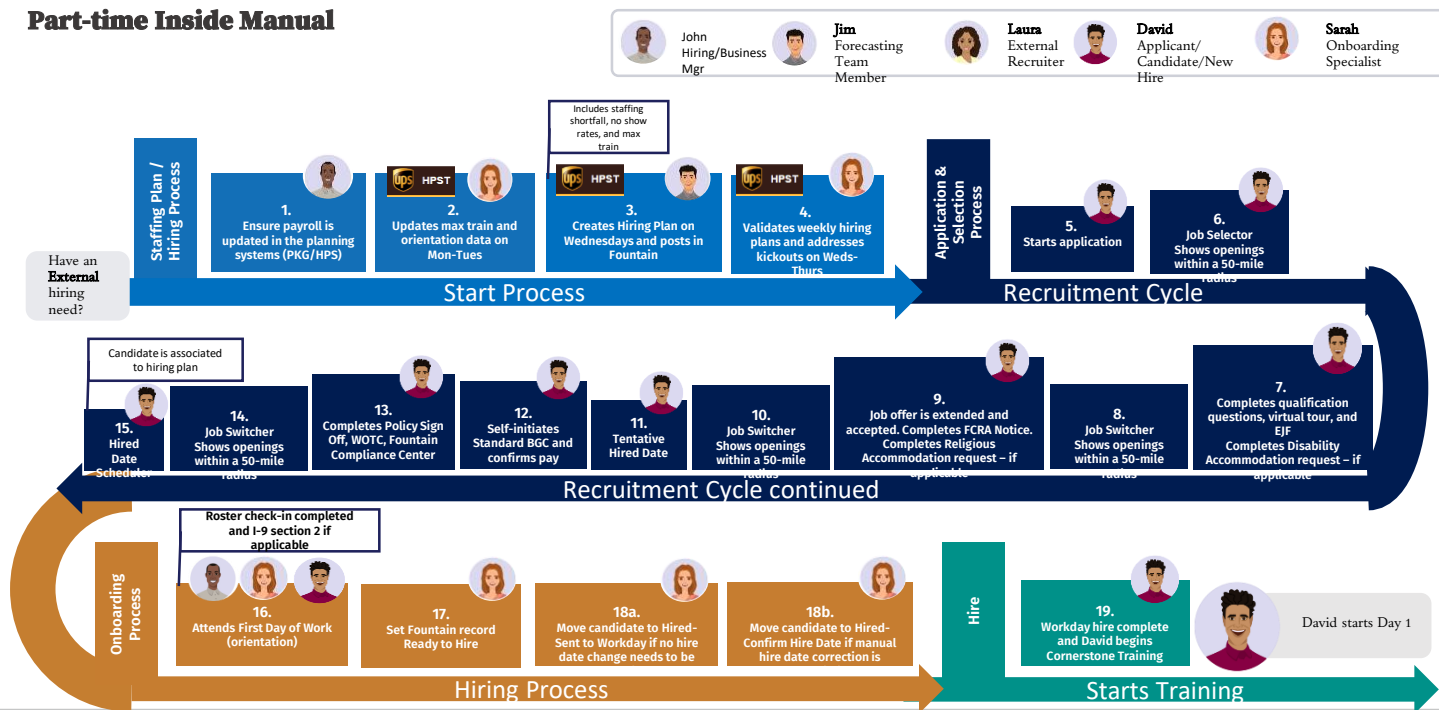 Part-time Inside Manual
John
Hiring/Business
Mgr
Jim
Forecasting
Team
Member
Laura
External
Recruiter
David
Applicant/
Candidate/New
Hire
Sarah
Onboarding
Specialist
Includes staffing
shortfall, no show
rates, and max
train
Have an
External
hiring
need?
Staffing Plan /
Hiring Process
1.
Ensure payroll is
updated in the planning
systems (PKG/HPS)
ups HPST
2.
Updates max train and
orientation data on
Mon-Tues
ups HPST
3.
Creates Hiring Plan on
Wednesdays and posts in
Fountain
ups HPST
4.
Validates weekly hiring
plans and addresses
kickouts on Weds-
Thurs
Start Process
Application &
Selection
Process
5.
Starts application
6.
Job Selector
Shows openings
within a 50-mile
radius
Recruitment Cycle
Candidate is associated
to hiring plan
15.
Hired
Date
Scheduler
14.
Job Switcher
Shows openings
within a 50-mile
radius
13.
Completes Policy Sign
Off, WOTC, Fountain
Compliance Center
12.
Self-initiates
Standard BGC and
confirms pay
11.
Tentative
Hired Date
10.
Job Switcher
Shows openings
within a 50-mile
radius
9.
Job offer is extended and
accepted. Completes FCRA Notice.
Completes Religious
Accommodation request – if
applicable
8.
Job Switcher
Shows openings
within a 50-mile
radius
7.
Completes qualification
questions, virtual tour, and
EJF
Completes Disability
Accommodation request – if
applicable
Recruitment Cycle continued
Roster check-in completed
and I-9 section 2 if
applicable
Onboarding
Process
16.
Attends First Day of Work
(orientation)
17.
Set Fountain record
Ready to Hire
18a.
Move candidate to Hired-
Sent to Workday if no hire
date change needs to be
18b.
Move candidate to Hired-
Confirm Hire Date if manual
hire date correction is
Hiring Process
Hire
19.
Workday hire complete
and David begins
Cornerstone Training
David starts Day 1
Starts Training